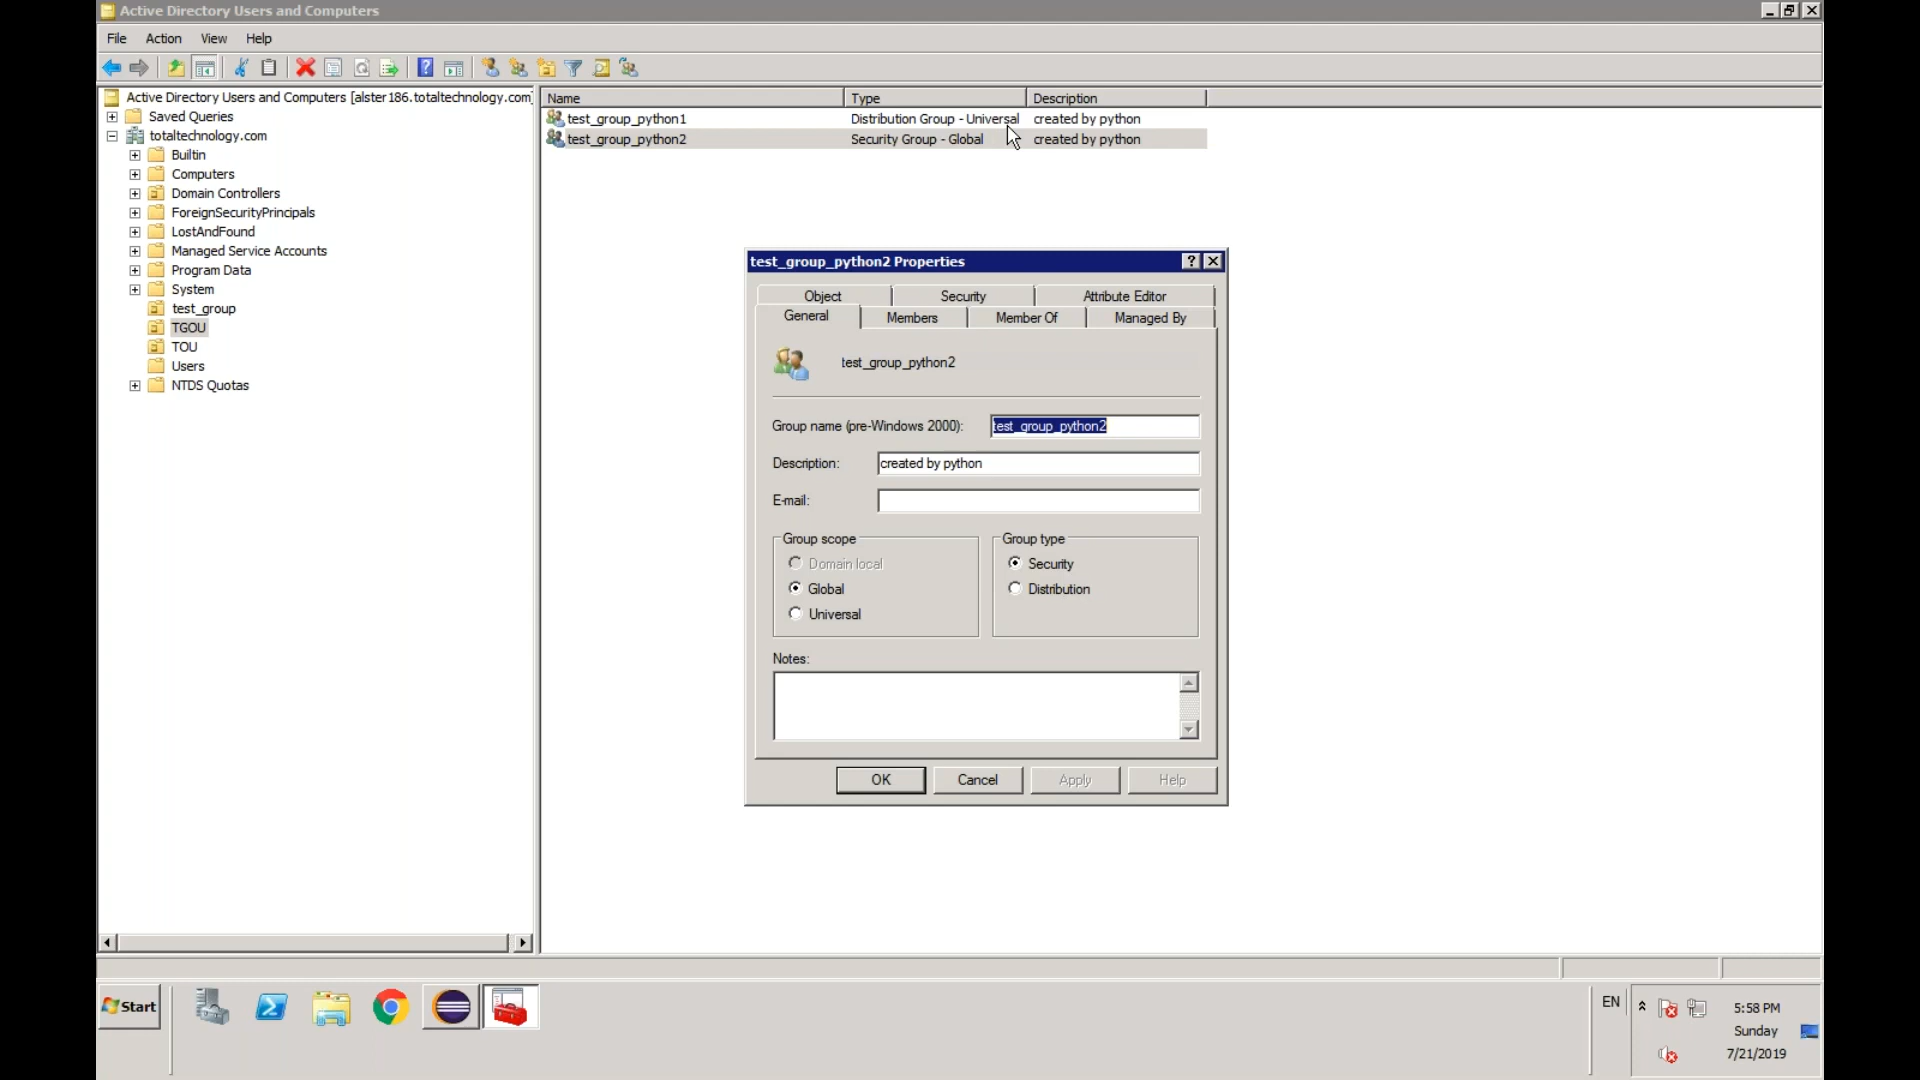 Active Directory Users and Computers
File Action View Help
Active Directory Users and Computers [alster186.totaltechnology.com]
Saved Queries
totaltechnology.com
Builtin
Computers
Domain Controllers
ForeignSecurityPrincipals
LostAndFound
Managed Service Accounts
Program Data
System
test_group
TGOU
TOU
Users
NTDS Quotas
Name Type Description
test_group_python1 Distribution Group - Universal created by python
test_group_python2 Security Group - Global created by python
test_group_python2 Properties
Object Security Attribute Editor
General Members Member Of Managed By
test_group_python2
Group name (pre-Windows 2000): test_group_python2
Description: created by python
E-mail:
Group scope Group type
Domain local Security
Global Distribution
Universal
Notes:
OK Cancel Apply Help
Start
EN
5:58 PM
Sunday
7/21/2019